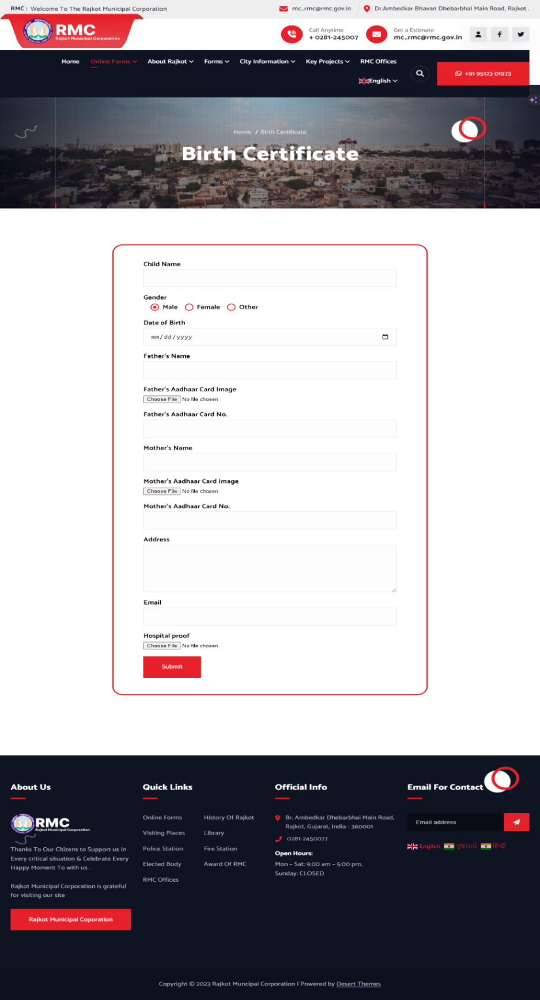 RMC : Welcome To The Rajkot Municipal Corporation
mc_rmc@rmc.gov.in
Dr.Ambedkar Bhavan Dhebarbhai Main Road, Rajkot .
RMC
Rajkot Municipal Corporation
Call Anytime
+ 0281-245007
Get a Estimate
mc_rmc@rmc.gov.in
Home Online Forms About Rajkot Forms City Information Key Projects RMC Offices
English
+91 95123 01973
Home / Birth Certificate
Birth Certificate
Child Name
Gender
Male Female Other
Date of Birth
mm/dd/yyyy
Father's Name
Father's Aadhaar Card Image
Choose File No file chosen
Father's Aadhaar Card No.
Mother's Name
Mother's Aadhaar Card Image
Choose File No file chosen
Mother's Aadhaar Card No.
Address
Email
Hospital proof
Choose File No file chosen
Submit
About Us
RMC
Rajkot Municipal Corporation
Thanks To Our Citizens to Support us In
Every critical situation & Celebrate Every
Happy Moment To with us .
Rajkot Municipal Corporation is grateful
for visiting our site
Rajkot Municipal Coporation
Quick Links
Online Forms History Of Rajkot
Visiting Places Library
Police Station Fire Station
Elected Body Award Of RMC
RMC Offices
Official Info
Br. Ambedkar Dhebarbhai Main Road,
Rajkot, Gujarat, India - 360001
0281-2450077
Open Hours:
Mon – Sat: 9:00 am – 5:00 pm,
Sunday: CLOSED
Email For Contact
Email address
English ગુજરાતી हिन्दी
Copyright © 2023 Rajkot Muncipal Corporation | Powered by Desert Themes